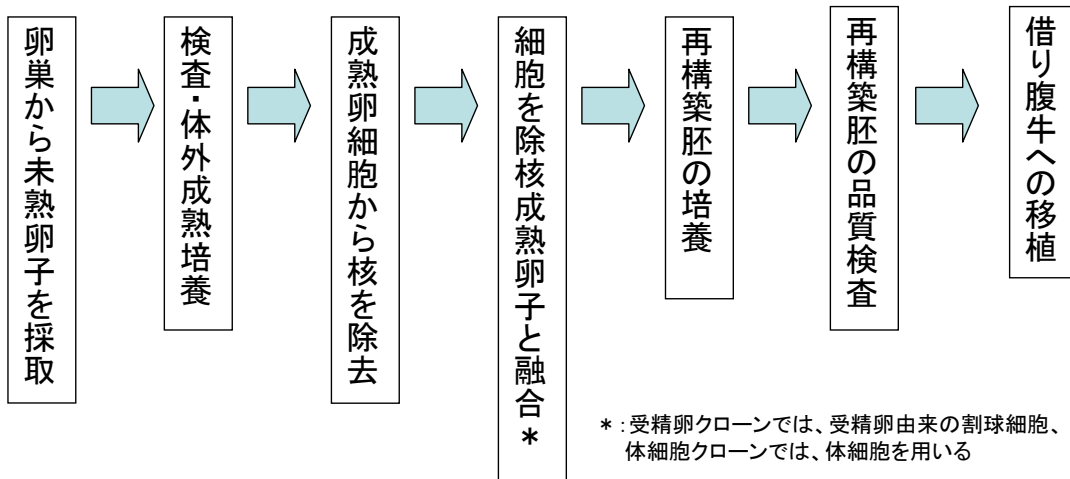 卵巣から未熟卵子を採取
検査・体外成熟培養
成熟卵細胞から核を除去
細胞を除核成熟卵子と融合*
再構築胚の培養
再構築胚の品質検査
借り腹牛への移植
*：受精卵クローンでは、受精卵由来の割球細胞、
体細胞クローンでは、体細胞を用いる